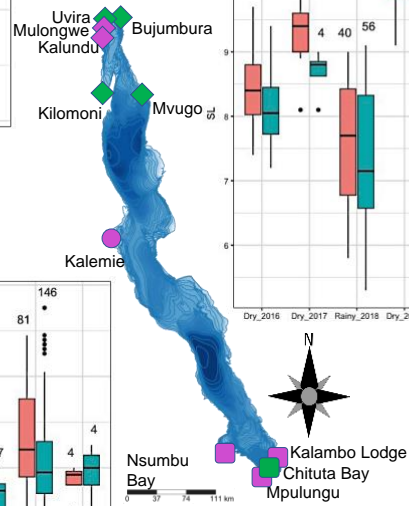 Uvira
Bujumbura
Mulongwe
Kalundu
Kilomoni
Mvugo
Kalemie
Nsumbu
Bay
Kalambo Lodge
Chituta Bay
Mpulungu
N
0 37 74 111 km
SL
9
8
7
6
4
40
56
Dry_2016 Dry_2017 Rainy_2018
81
146
4
4